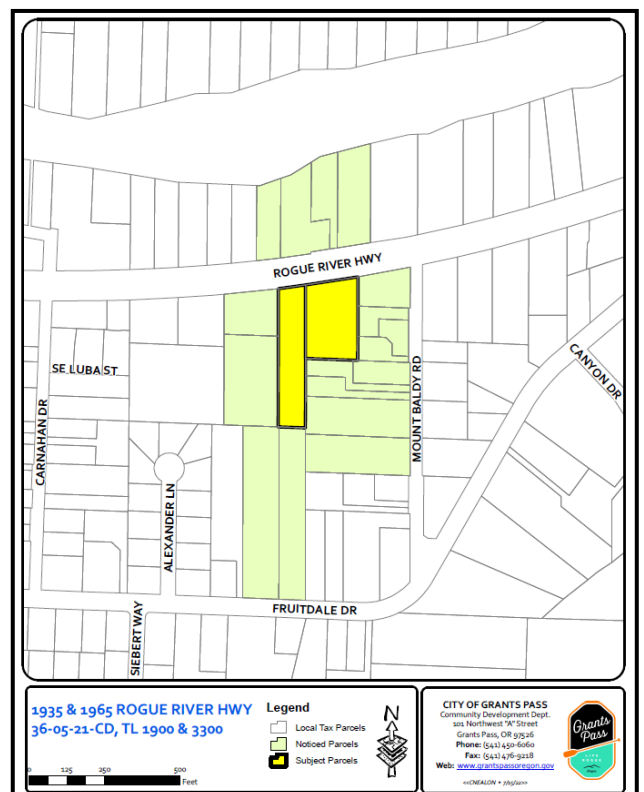 ROGUE RIVER HWY
CANYON DR
SE LUBA ST
MOUNT BALDY RD
CARNAHAN DR
ALEXANDER LN
FRUITDALE DR
SIEBERT WAY
1935 & 1965 ROGUE RIVER HWY
36-05-21-CD, TL 1900 & 3300
0 125 250 500
Feet
Legend
Local Tax Parcels
Noticed Parcels
Subject Parcels
N
CITY OF GRANTS PASS
Community Development Dept.
101 Northwest "A" Street
Grants Pass, OR 97526
Phone: (541) 450-6060
Fax: (541) 476-9218
Web: www.grantspassoregon.gov
Grants
Pass